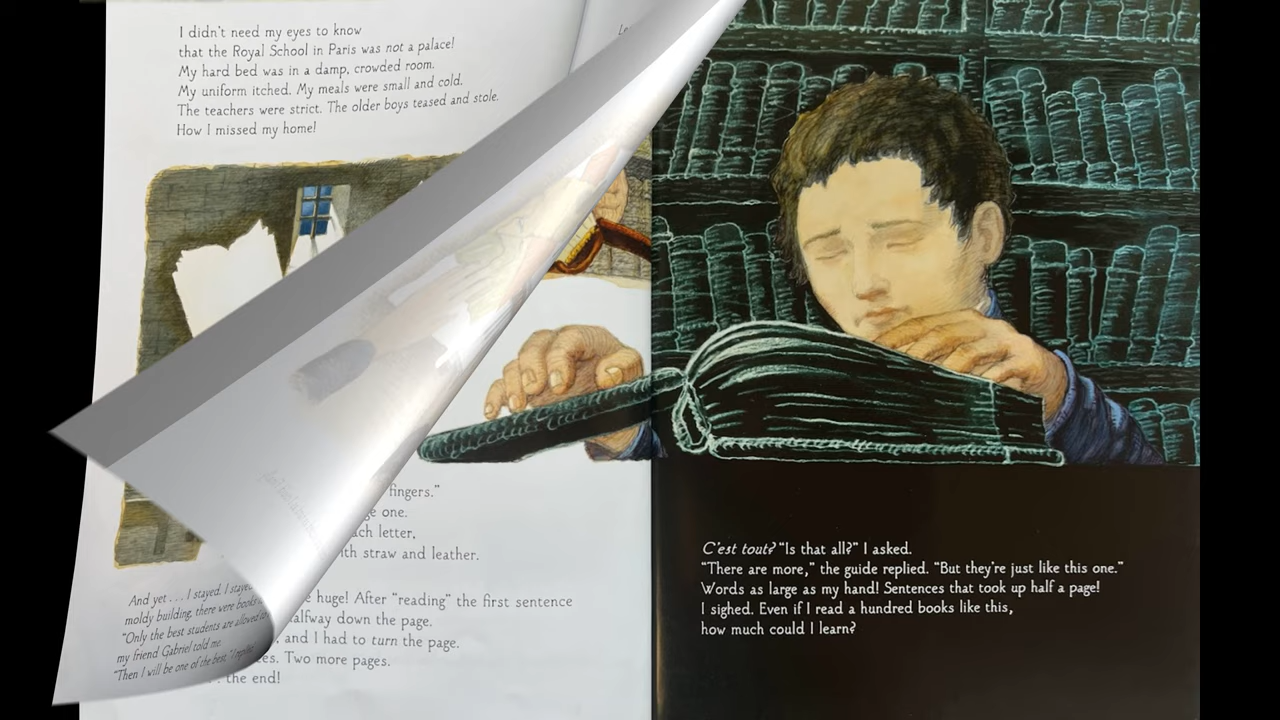 I didn't need my eyes to know
that the Royal School in Paris was not a palace!
My hard bed was in a damp, crowded room.
My uniform itched. My meals were small and cold.
The teachers were strict. The older boys teased and stole.
How I missed my home!
And yet . . . I stayed. I stayed
moldy building, there were books
"Only the best students are allowed to
my friend Gabriel told me.
"Then I will be one of the best," I
fingers."
one.
letter,
with straw and leather.
huge! After "reading" the first sentence
halfway down the page.
and I had to turn the page.
Two more pages.
the end!
C'est tout? "Is that all?" I asked.
"There are more," the guide replied. "But they're just like this one."
Words as large as my hand! Sentences that took up half a page!
I sighed. Even if I read a hundred books like this,
how much could I learn?